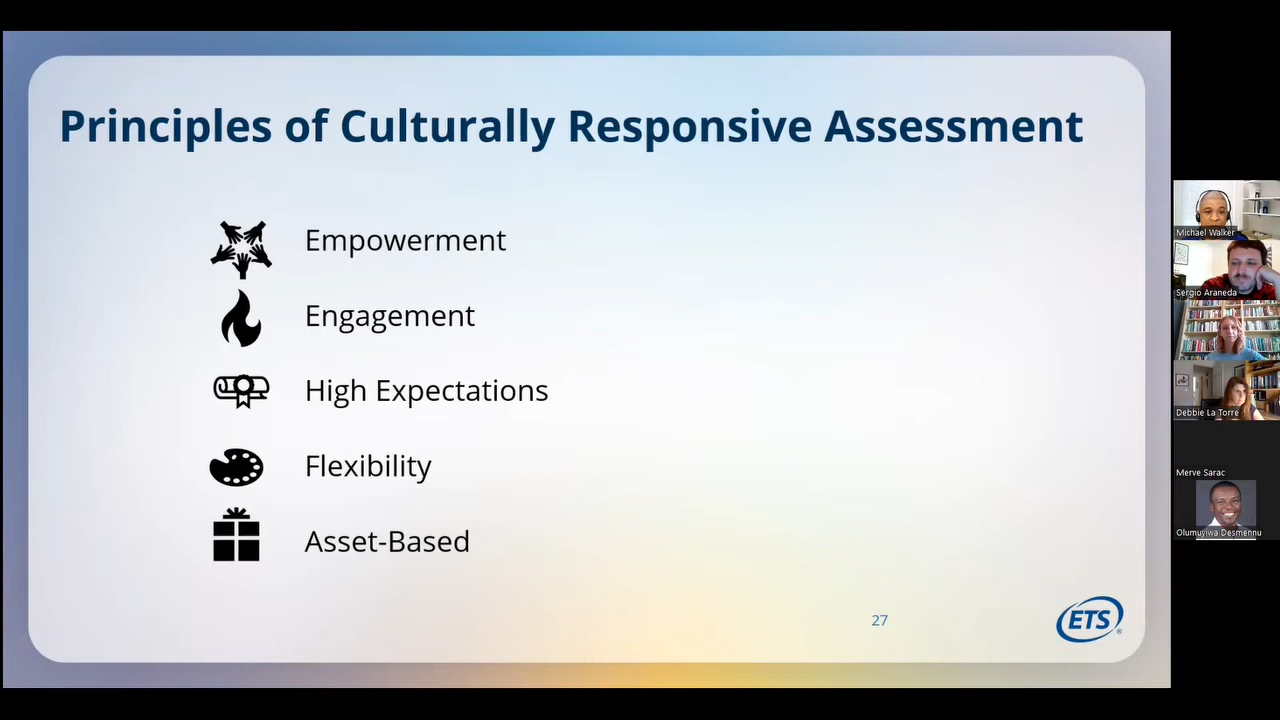 Principles of Culturally Responsive Assessment
Empowerment
Engagement
High Expectations
Flexibility
Asset-Based
27
ETS®
Michael Walker
Sergio Araneda
Debbie La Torre
Merve Sarac
Olumuyiwa Desmennu